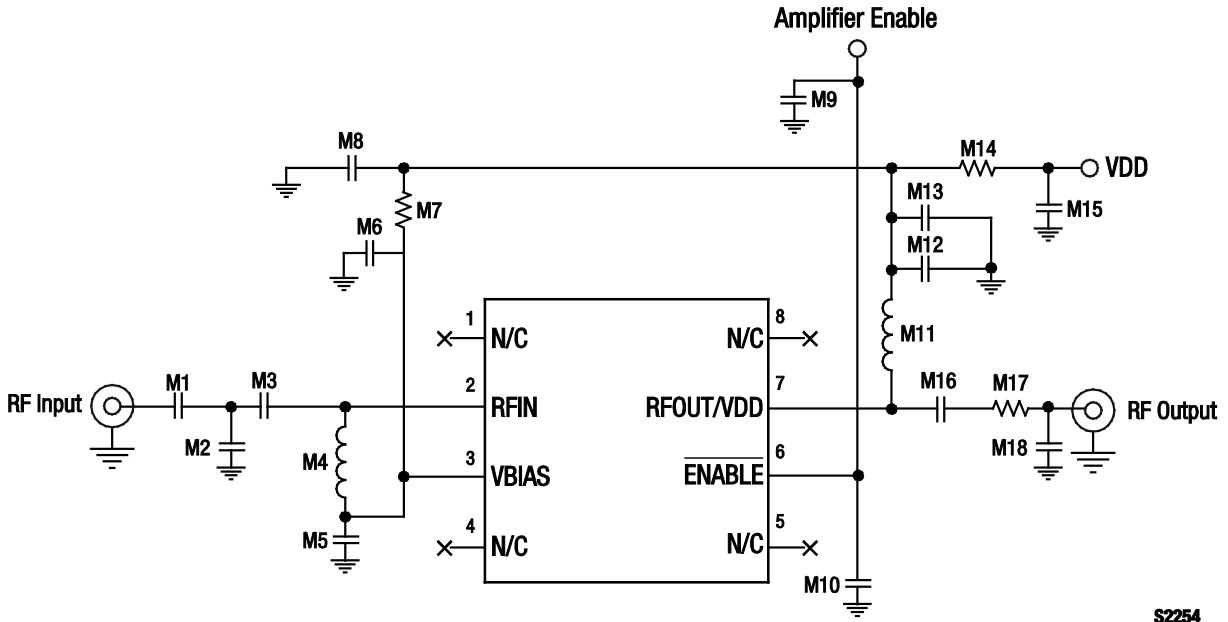 Amplifier Enable
M9
M8
M14
VDD
M7
M13
M15
M6
M12
M11
1
N/C
8
N/C
RF Input
M1
M3
2
RFIN
7
RFOUT/VDD
M16
M17
RF Output
M2
M4
3
VBIAS
6
ENABLE
M18
M5
4
N/C
5
N/C
M10
S2254